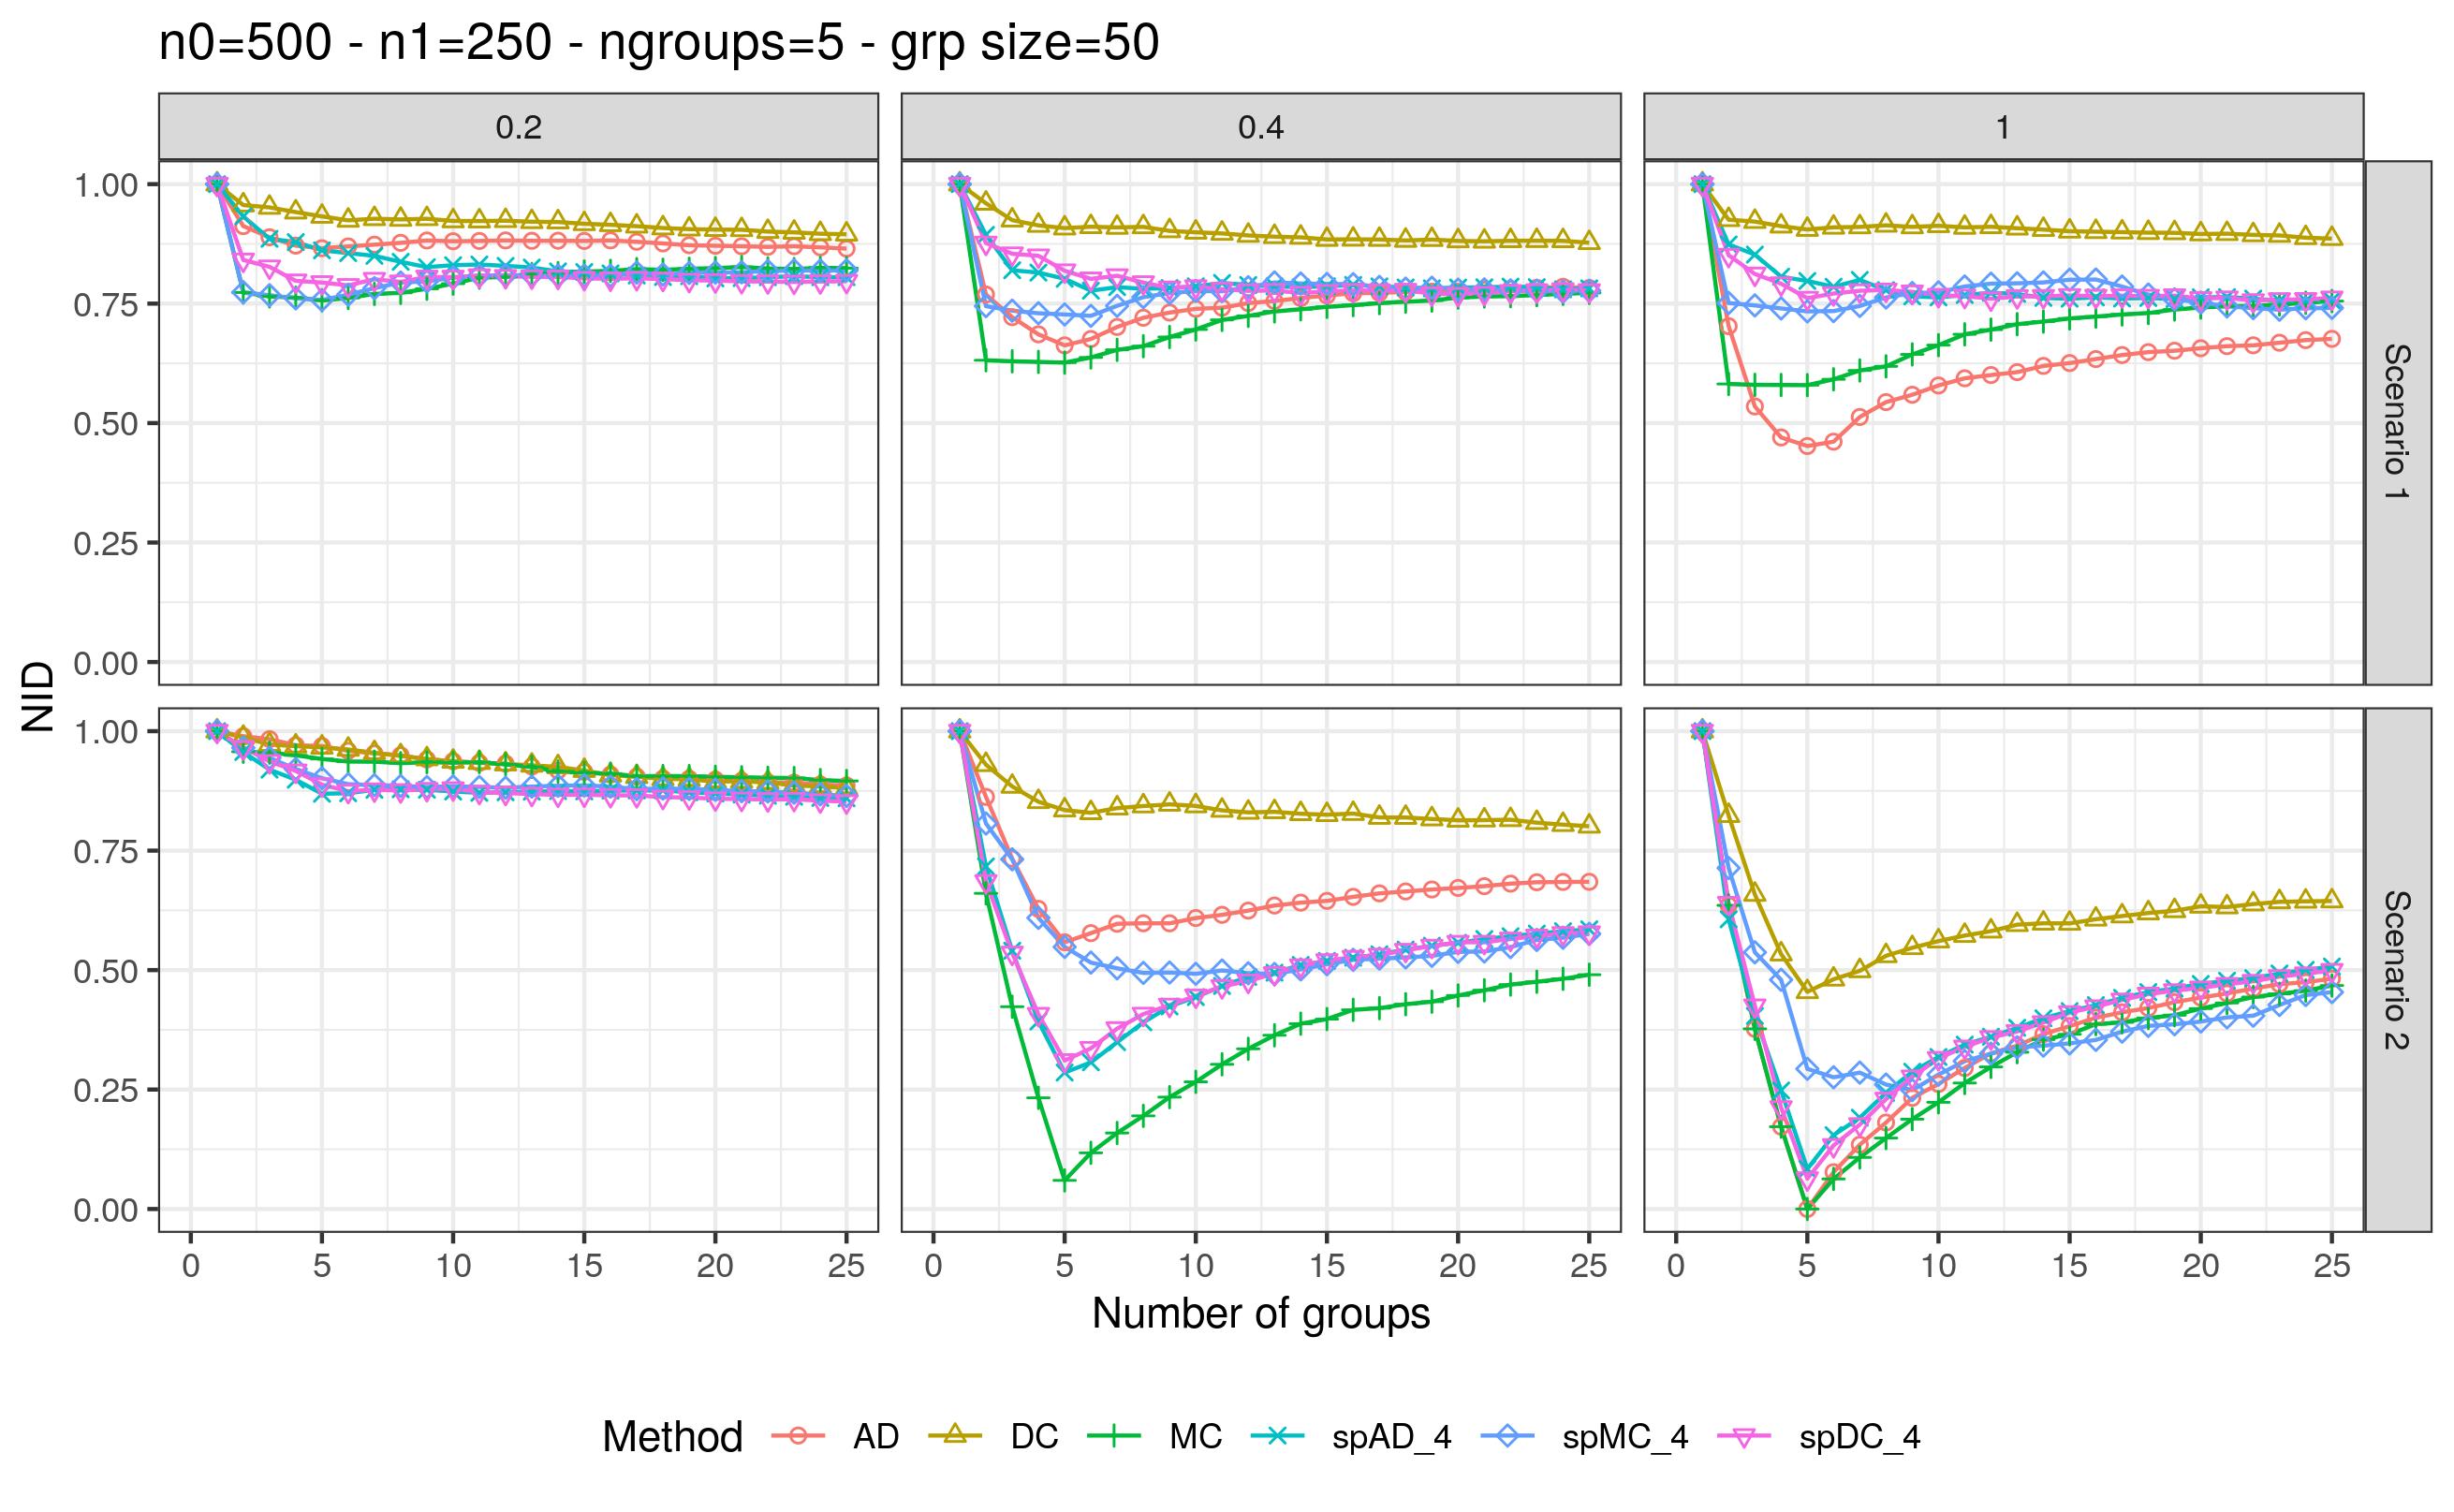 n0=500 - n1=250 - ngroups=5 - grp size=50
0.2 0.4 1
1.00
0.75
0.50
0.25
0.00
Scenario 1
NID
1.00
0.75
0.50
0.25
0.00
Scenario 2
0 5 10 15 20 25 0 5 10 15 20 25 0 5 10 15 20 25
Number of groups
Method AD DC MC spAD_4 spMC_4 spDC_4